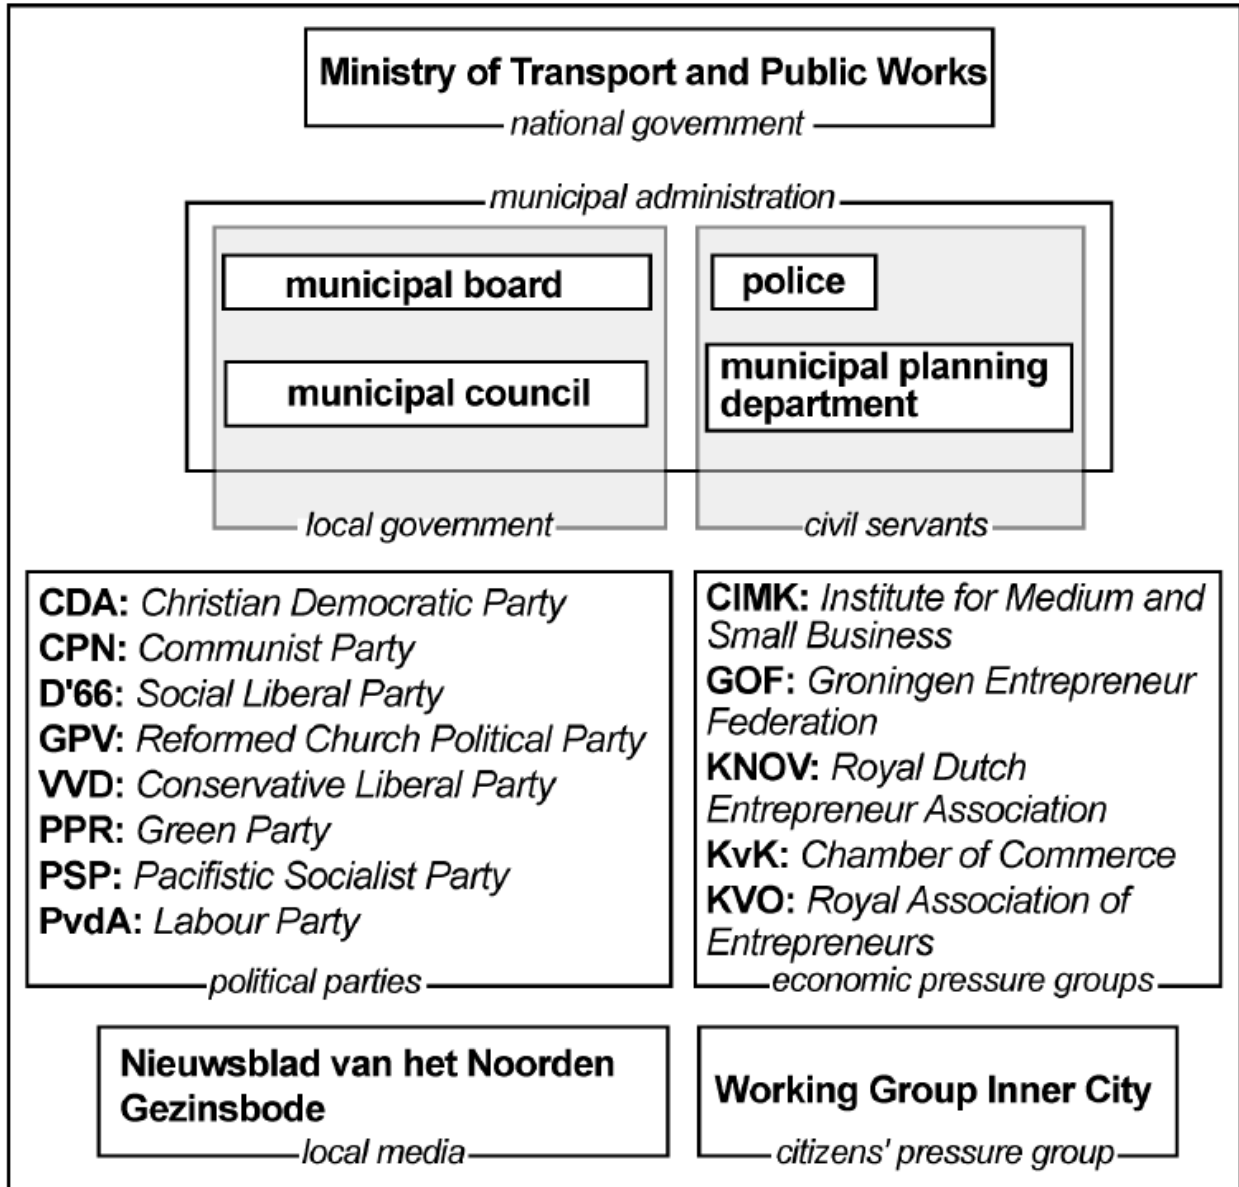 Ministry of Transport and Public Works
national government
municipal administration
municipal board
municipal council
local government
police
municipal planning
department
civil servants
CDA: Christian Democratic Party
CPN: Communist Party
D'66: Social Liberal Party
GPV: Reformed Church Political Party
VVD: Conservative Liberal Party
PPR: Green Party
PSP: Pacifistic Socialist Party
PvdA: Labour Party
political parties
CIMK: Institute for Medium and
Small Business
GOF: Groningen Entrepreneur
Federation
KNOV: Royal Dutch
Entrepreneur Association
KvK: Chamber of Commerce
KVO: Royal Association of
Entrepreneurs
economic pressure groups
Nieuwsblad van het Noorden
Gezinsbode
local media
Working Group Inner City
citizens' pressure group